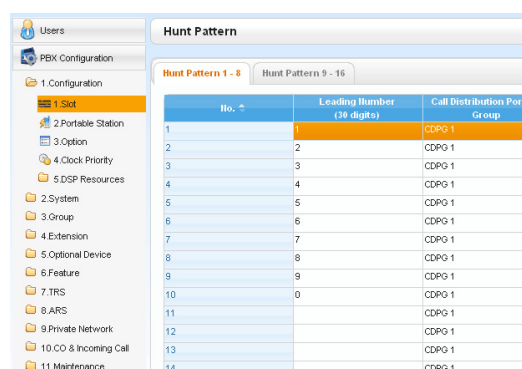 Users
PBX Configuration
1.Configuration
1.Slot
2.Portable Station
3.Option
4.Clock Priority
5.DSP Resources
2.System
3.Group
4.Extension
5.Optional Device
6.Feature
7.TRS
8.ARS
9.Private Network
10.CO & Incoming Call
11.Maintenance
Hunt Pattern
Hunt Pattern 1 - 8 Hunt Pattern 9 - 16
No. Leading Number (30 digits) Call Distribution Por Group
1 1 CDPG 1
2 2 CDPG 1
3 3 CDPG 1
4 4 CDPG 1
5 5 CDPG 1
6 6 CDPG 1
7 7 CDPG 1
8 8 CDPG 1
9 9 CDPG 1
10 0 CDPG 1
11 CDPG 1
12 CDPG 1
13 CDPG 1
14 CDPG 1